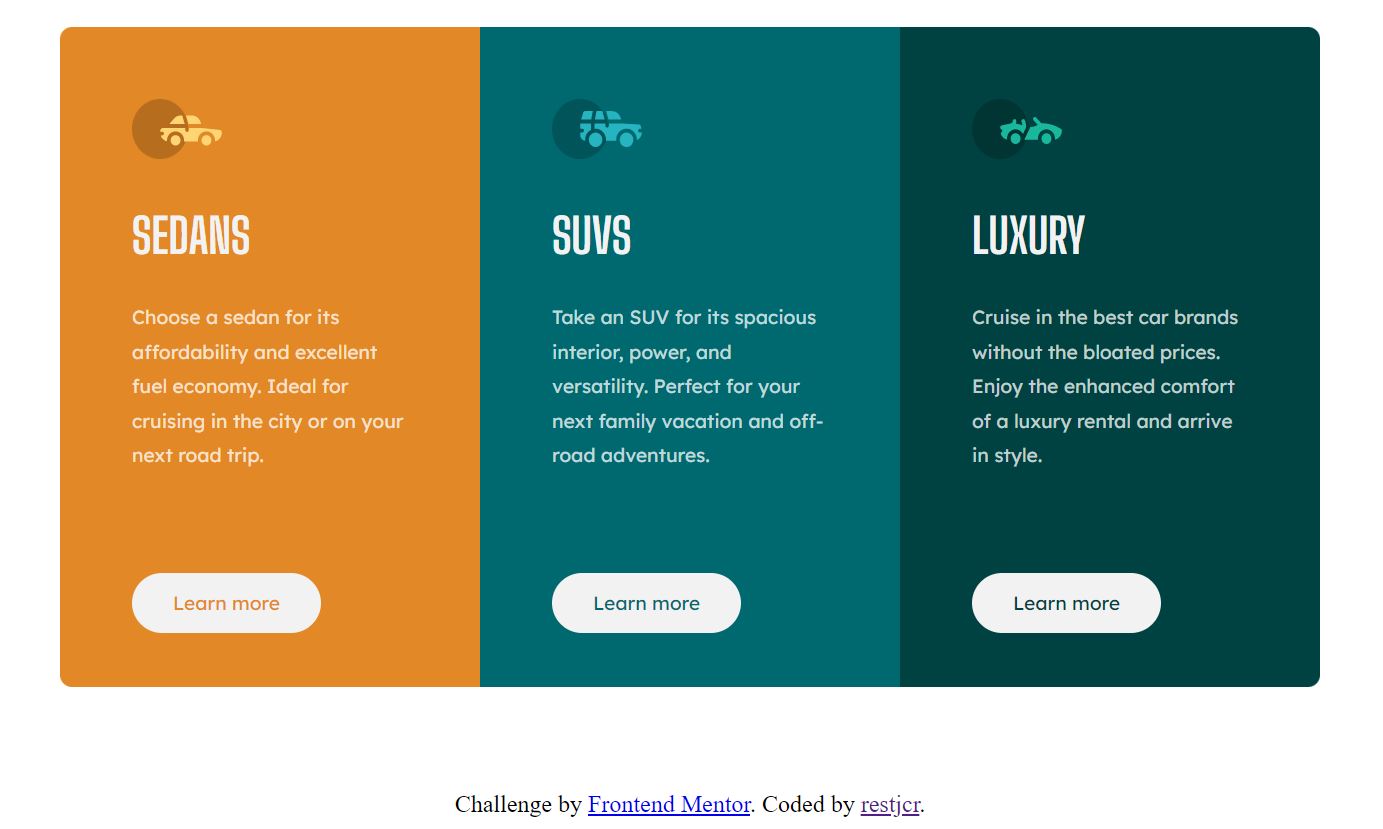 SEDANS
Choose a sedan for its
affordability and excellent
fuel economy. Ideal for
cruising in the city or on your
next road trip.
Learn more
SUVS
Take an SUV for its spacious
interior, power, and
versatility. Perfect for your
next family vacation and off-
road adventures.
Learn more
LUXURY
Cruise in the best car brands
without the bloated prices.
Enjoy the enhanced comfort
of a luxury rental and arrive
in style.
Learn more
Challenge by Frontend Mentor. Coded by restjcr.